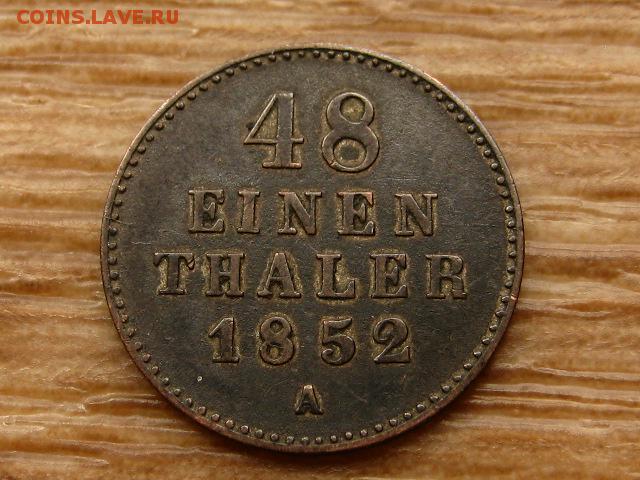 COINS.LAVE.RU
48
EINEN
THALER
1852
A